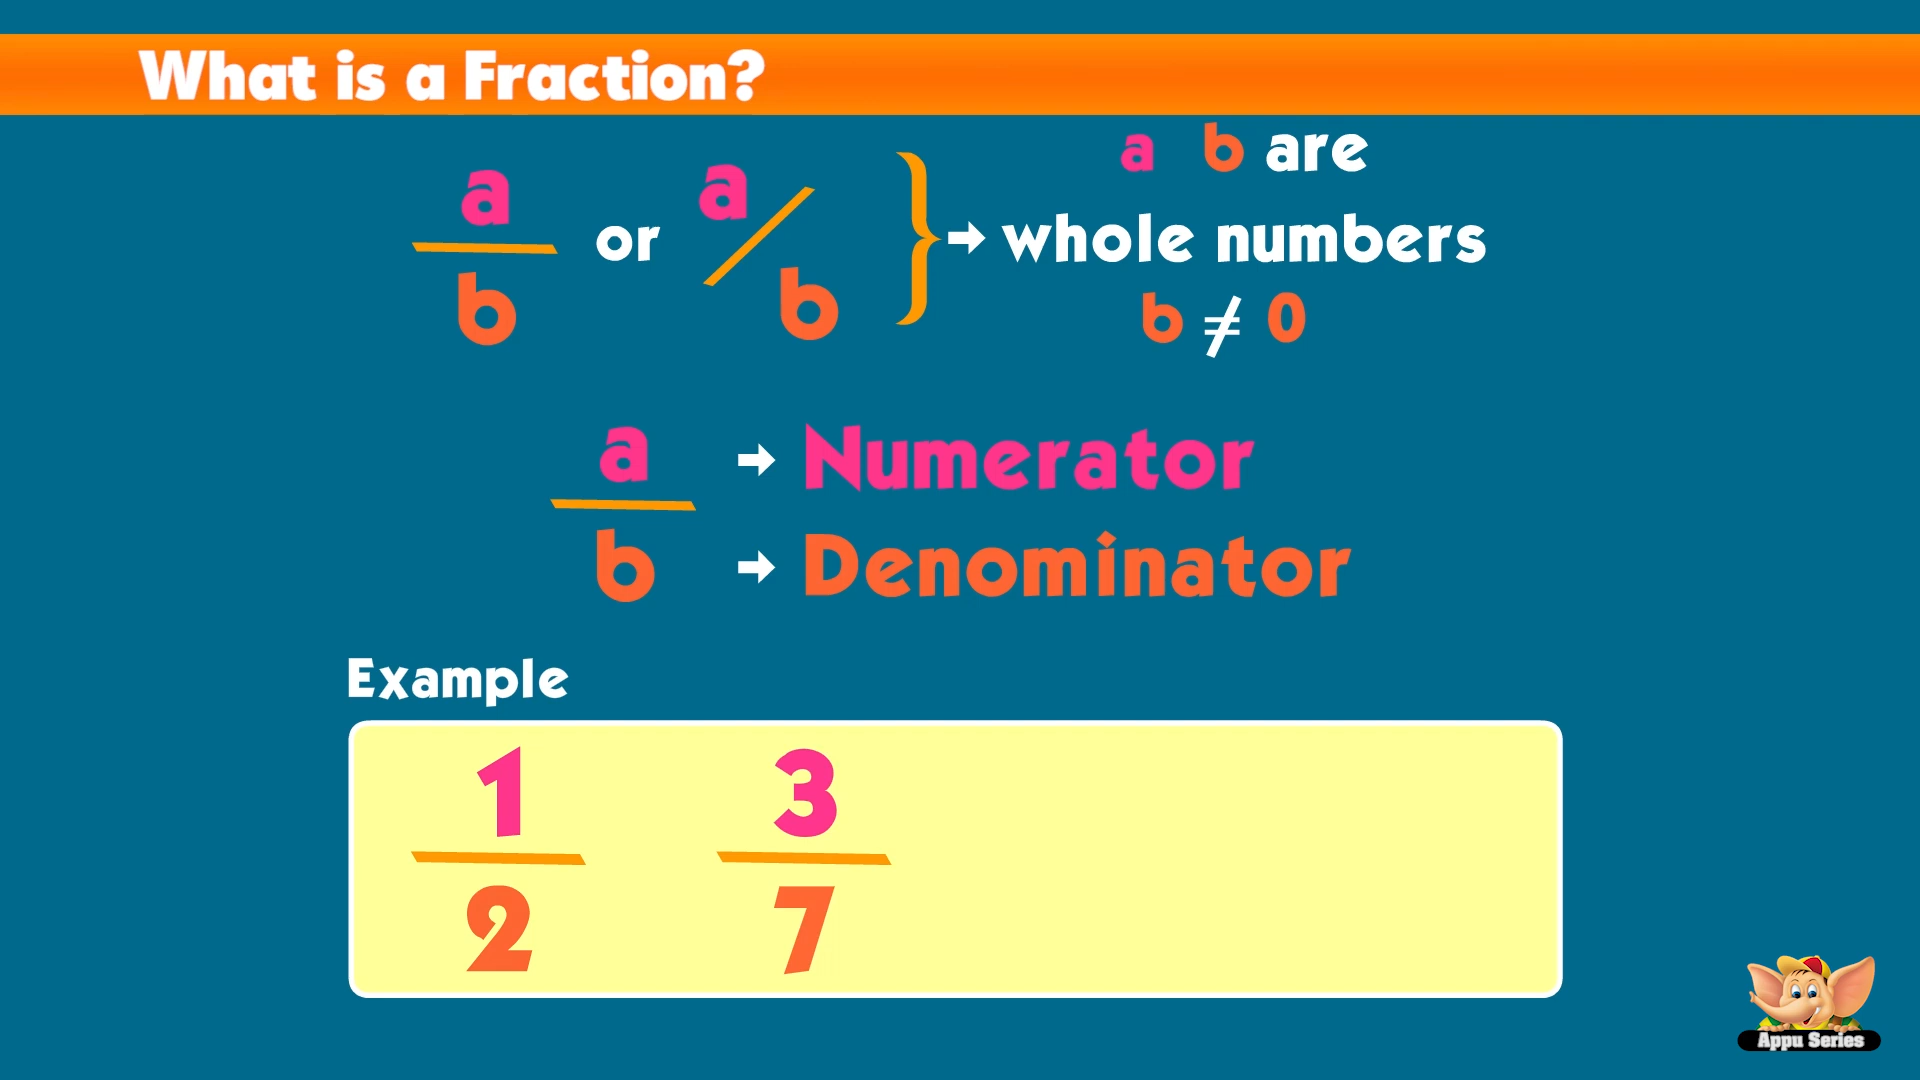 What is a Fraction?
a b are
a/b or a/b } → whole numbers
b ≠ 0
a → Numerator
b → Denominator
Example
1 3
2 7
Appu Series